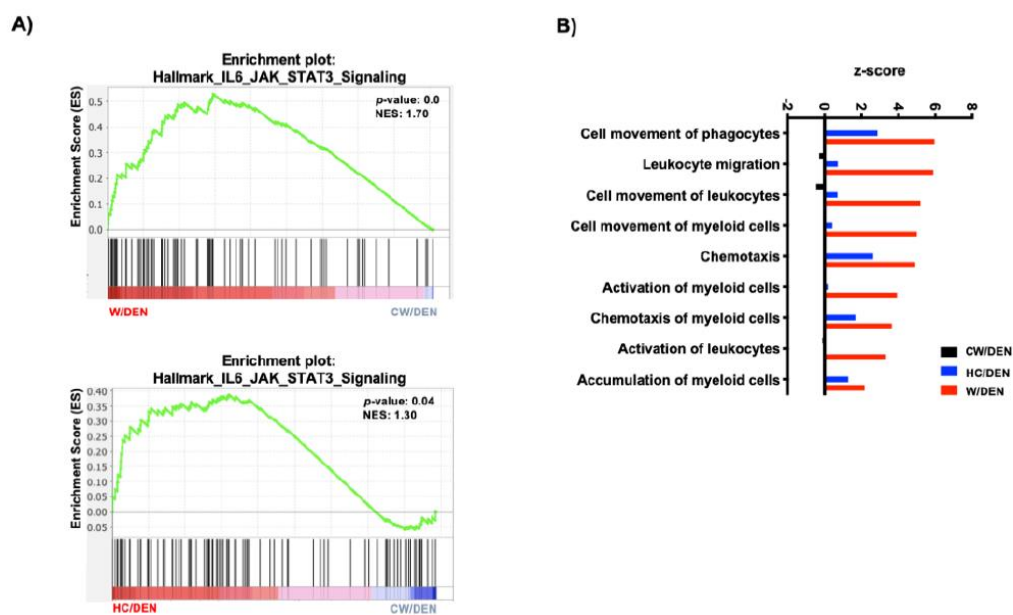 A)
Enrichment plot:
Hallmark_IL6_JAK_STAT3_Signaling
p-value: 0.0
NES: 1.70
Enrichment Score (ES)
0.5
0.4
0.3
0.2
0.1
0.0
W/DEN
CW/DEN
Enrichment plot:
Hallmark_IL6_JAK_STAT3_Signaling
p-value: 0.04
NES: 1.30
Enrichment Score (ES)
0.40
0.35
0.30
0.25
0.20
0.15
0.10
0.05
0.00
0.05
HC/DEN
CW/DEN
B)
z-score
-2 0 2 4 6 8
Cell movement of phagocytes
Leukocyte migration
Cell movement of leukocytes
Cell movement of myeloid cells
Chemotaxis
Activation of myeloid cells
Chemotaxis of myeloid cells
Activation of leukocytes
Accumulation of myeloid cells
CW/DEN
HC/DEN
W/DEN